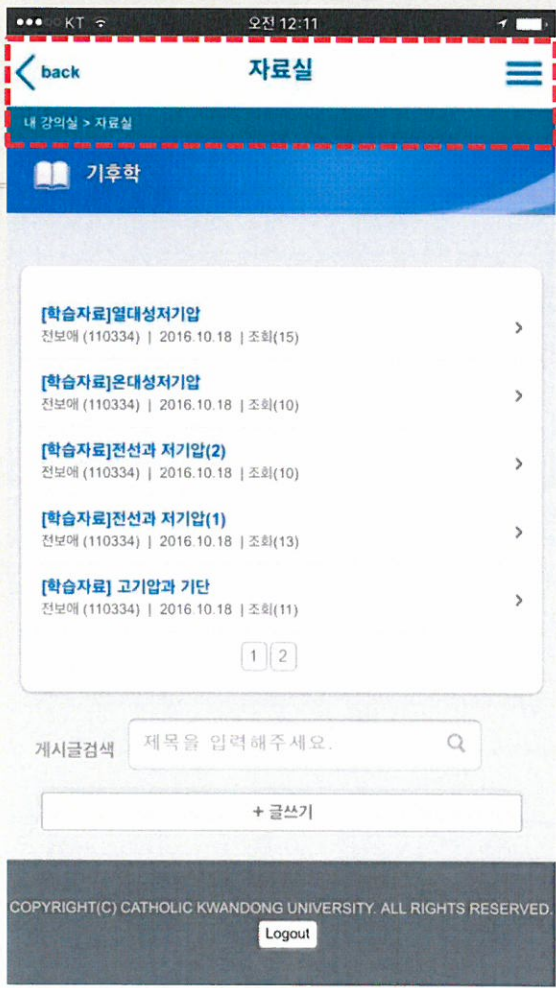 KT 오전 12:11
back 자료실
내 강의실 > 자료실
기후학
[학습자료]열대성저기압
전보애 (110334) | 2016.10.18 | 조회(15)
[학습자료]온대성저기압
전보애 (110334) | 2016.10.18 | 조회(10)
[학습자료]전선과 저기압(2)
전보애 (110334) | 2016.10.18 | 조회(10)
[학습자료]전선과 저기압(1)
전보애 (110334) | 2016.10.18 | 조회(13)
[학습자료] 고기압과 기단
전보애 (110334) | 2016.10.18 | 조회(11)
1 2
게시글검색 제목을 입력해주세요.
+ 글쓰기
COPYRIGHT(C) CATHOLIC KWANDONG UNIVERSITY. ALL RIGHTS RESERVED.
Logout